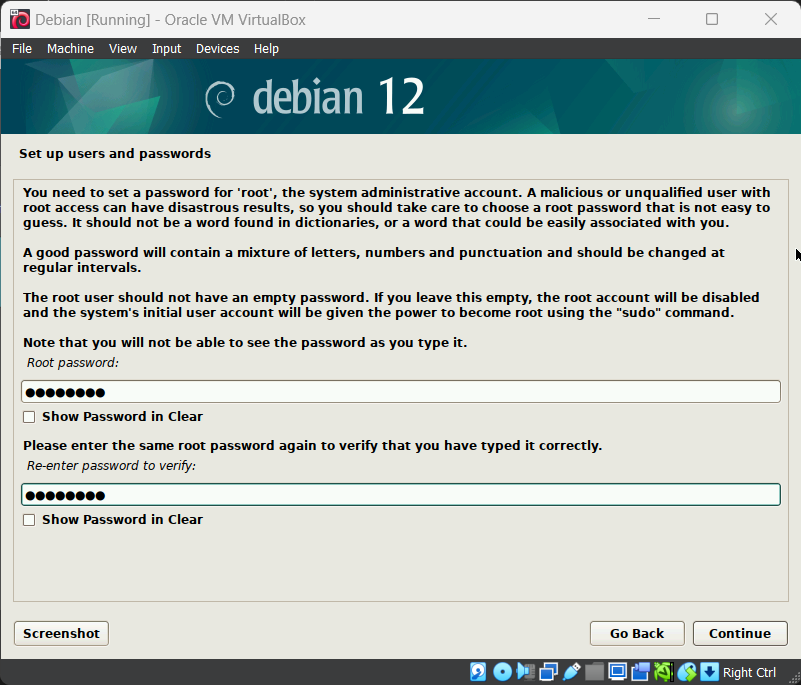 Debian [Running] - Oracle VM VirtualBox
File Machine View Input Devices Help
debian 12
Set up users and passwords
You need to set a password for 'root', the system administrative account. A malicious or unqualified user with
root access can have disastrous results, so you should take care to choose a root password that is not easy to
guess. It should not be a word found in dictionaries, or a word that could be easily associated with you.
A good password will contain a mixture of letters, numbers and punctuation and should be changed at
regular intervals.
The root user should not have an empty password. If you leave this empty, the root account will be disabled
and the system's initial user account will be given the power to become root using the "sudo" command.
Note that you will not be able to see the password as you type it.
Root password:
●●●●●●●●
Show Password in Clear
Please enter the same root password again to verify that you have typed it correctly.
Re-enter password to verify:
●●●●●●●●
Show Password in Clear
Screenshot Go Back Continue
Right Ctrl